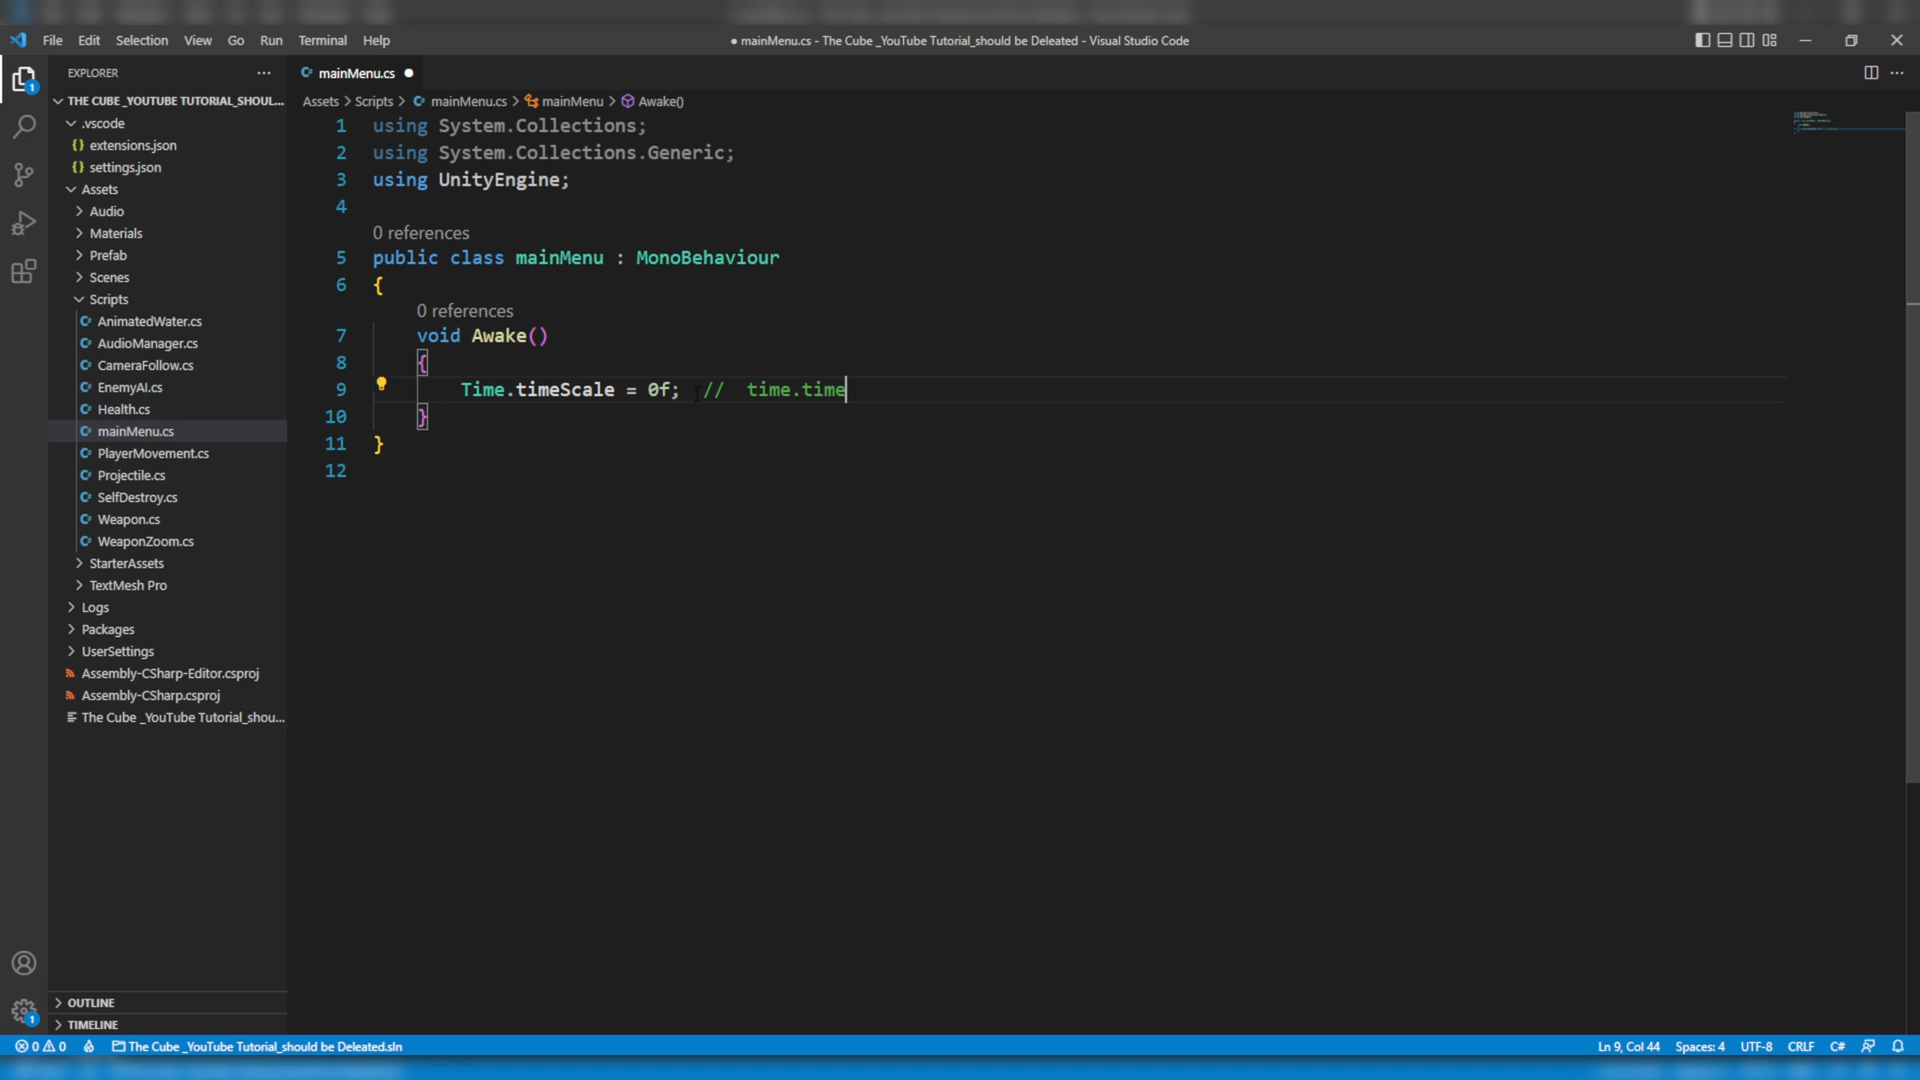 File Edit Selection View Go Run Terminal Help
● mainMenu.cs - The Cube _YouTube Tutorial_should be Deleated - Visual Studio Code
EXPLORER
mainMenu.cs
THE CUBE _YOUTUBE TUTORIAL_SHOUL...
.vscode
extensions.json
settings.json
Assets
Audio
Materials
Prefab
Scenes
Scripts
AnimatedWater.cs
AudioManager.cs
CameraFollow.cs
EnemyAI.cs
Health.cs
mainMenu.cs
PlayerMovement.cs
Projectile.cs
SelfDestroy.cs
Weapon.cs
WeaponZoom.cs
StarterAssets
TextMesh Pro
Logs
Packages
UserSettings
Assembly-CSharp-Editor.csproj
Assembly-CSharp.csproj
The Cube _YouTube Tutorial_shou...
OUTLINE
TIMELINE
Assets > Scripts > mainMenu.cs > mainMenu > Awake()
1 using System.Collections;
2 using System.Collections.Generic;
3 using UnityEngine;
4
0 references
5 public class mainMenu : MonoBehaviour
6 {
0 references
7 void Awake()
8 {
9 Time.timeScale = 0f; // time.time
10 }
11 }
12
1
1
0 0 The Cube _YouTube Tutorial_should be Deleated.sln
Ln 9, Col 44 Spaces: 4 UTF-8 CRLF C#